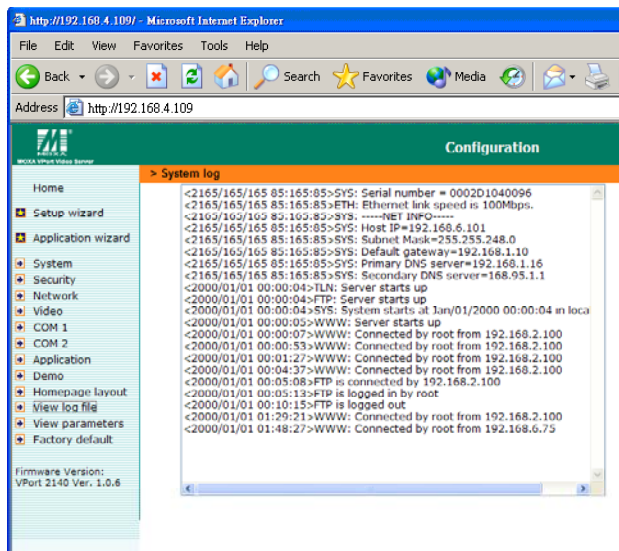 http://192.168.4.109/ - Microsoft Internet Explorer
File Edit View Favorites Tools Help
Back Search Favorites Media
Address http://192.168.4.109
MOXA VPort Video Server
Configuration
> System log
Home
Setup wizard
Application wizard
System
Security
Network
Video
COM 1
COM 2
Application
Demo
Homepage layout
View log file
View parameters
Factory default
Firmware Version:
VPort 2140 Ver. 1.0.6
<2165/165/165 85:165:85>SYS: Serial number = 0002D1040096
<2165/165/165 85:165:85>ETH: Ethernet link speed is 100Mbps.
<2165/165/165 85:165:85>SYS: -----NET INFO-----
<2165/165/165 85:165:85>SYS: Host IP=192.168.6.101
<2165/165/165 85:165:85>SYS: Subnet Mask=255.255.248.0
<2165/165/165 85:165:85>SYS: Default gateway=192.168.1.10
<2165/165/165 85:165:85>SYS: Primary DNS server=192.168.1.16
<2165/165/165 85:165:85>SYS: Secondary DNS server=168.95.1.1
<2000/01/01 00:00:04>TLN: Server starts up
<2000/01/01 00:00:04>FTP: Server starts up
<2000/01/01 00:00:04>SYS: System starts at Jan/01/2000 00:00:04 in loca
<2000/01/01 00:00:05>WWW: Server starts up
<2000/01/01 00:00:07>WWW: Connected by root from 192.168.2.100
<2000/01/01 00:00:53>WWW: Connected by root from 192.168.2.100
<2000/01/01 00:01:27>WWW: Connected by root from 192.168.2.100
<2000/01/01 00:04:37>WWW: Connected by root from 192.168.2.100
<2000/01/01 00:05:08>FTP is connected by 192.168.2.100
<2000/01/01 00:05:13>FTP is logged in by root
<2000/01/01 00:10:15>FTP is logged out
<2000/01/01 01:29:21>WWW: Connected by root from 192.168.2.100
<2000/01/01 01:48:27>WWW: Connected by root from 192.168.6.75